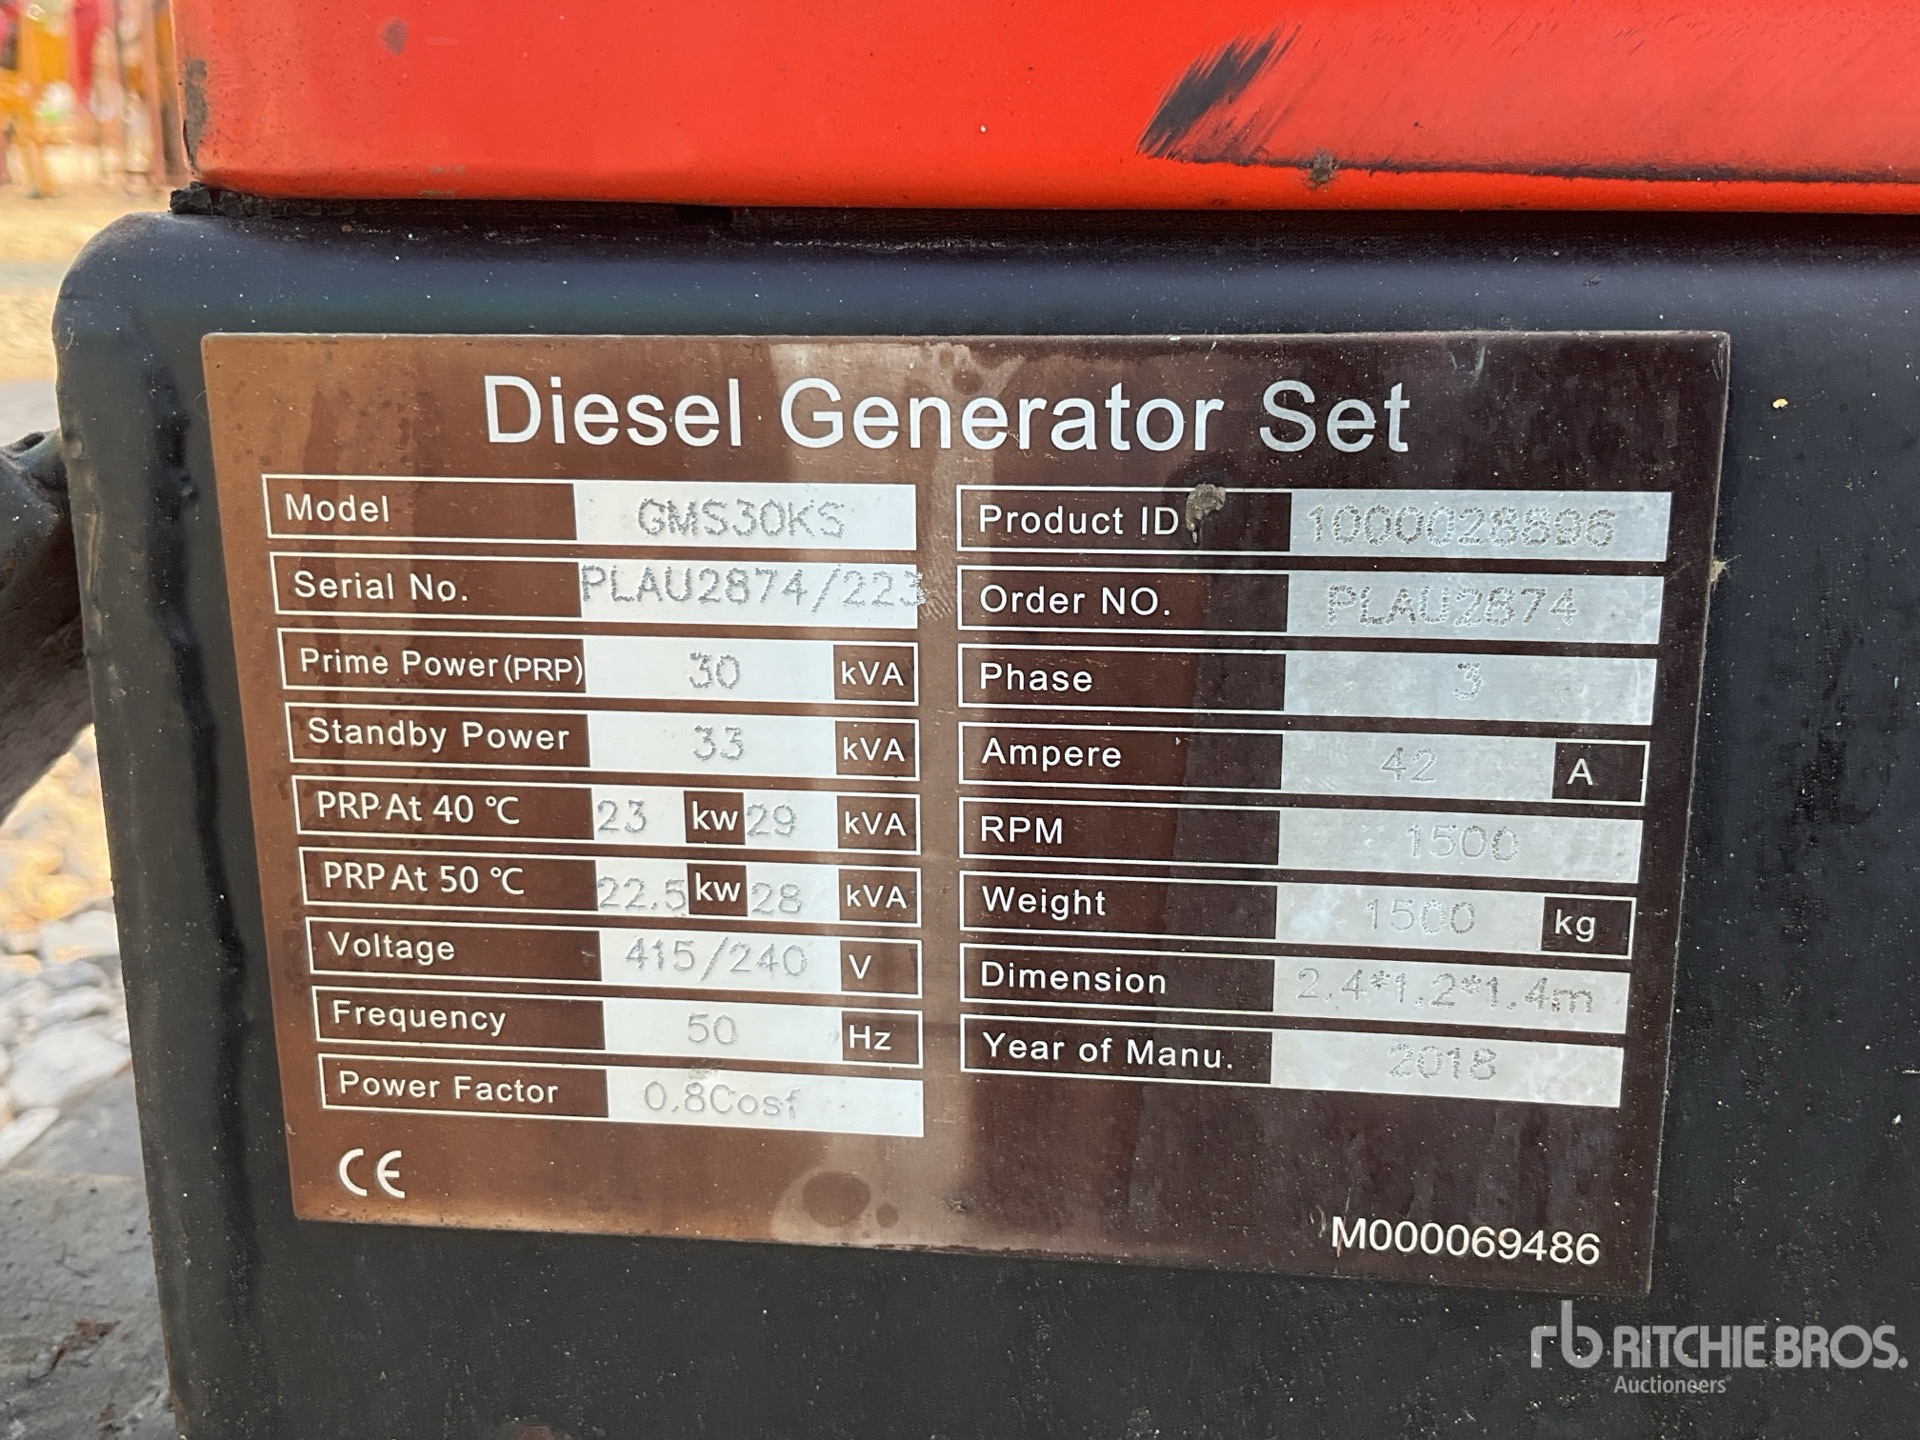 Diesel Generator Set
Model GMS30KS
Serial No. PLAU2874/223
Prime Power(PRP) 30 kVA
Standby Power 33 kVA
PRP At 40 °C 23 kw 29 kVA
PRP At 50 °C 22.5 kw 28 kVA
Voltage 415/240 V
Frequency 50 Hz
Power Factor 0.8Cosf
CE
Product ID 1000028896
Order NO. PLAU2874
Phase 3
Ampere 42 A
RPM 1500
Weight 1500 kg
Dimension 2.4*1.2*1.4m
Year of Manu. 2018
M000069486
rb RITCHIE BROS.
Auctioneers